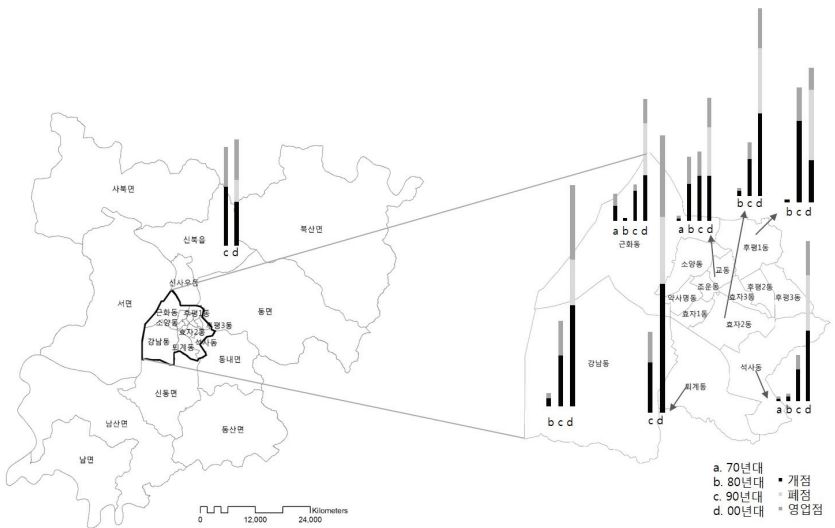 사북면
북산면
신북읍
c d
신사우동
서면
근화동 후평1동
소양동 후평3동
효자2동
강남동 석사동
퇴계동
동면
동내면
신동면
남산면
동산면
남면
Kilometers
0 12,000 24,000
a b c d
근화동
a b c d
b c d
b c d
후평1동
소양동
교동
조운동
후평2동
약사명동
효자3동
후평3동
효자1동
효자2동
강남동
b c d
c d
퇴계동
석사동
a b c d
a. 70년대
b. 80년대
c. 90년대
d. 00년대
개점
폐점
영업점